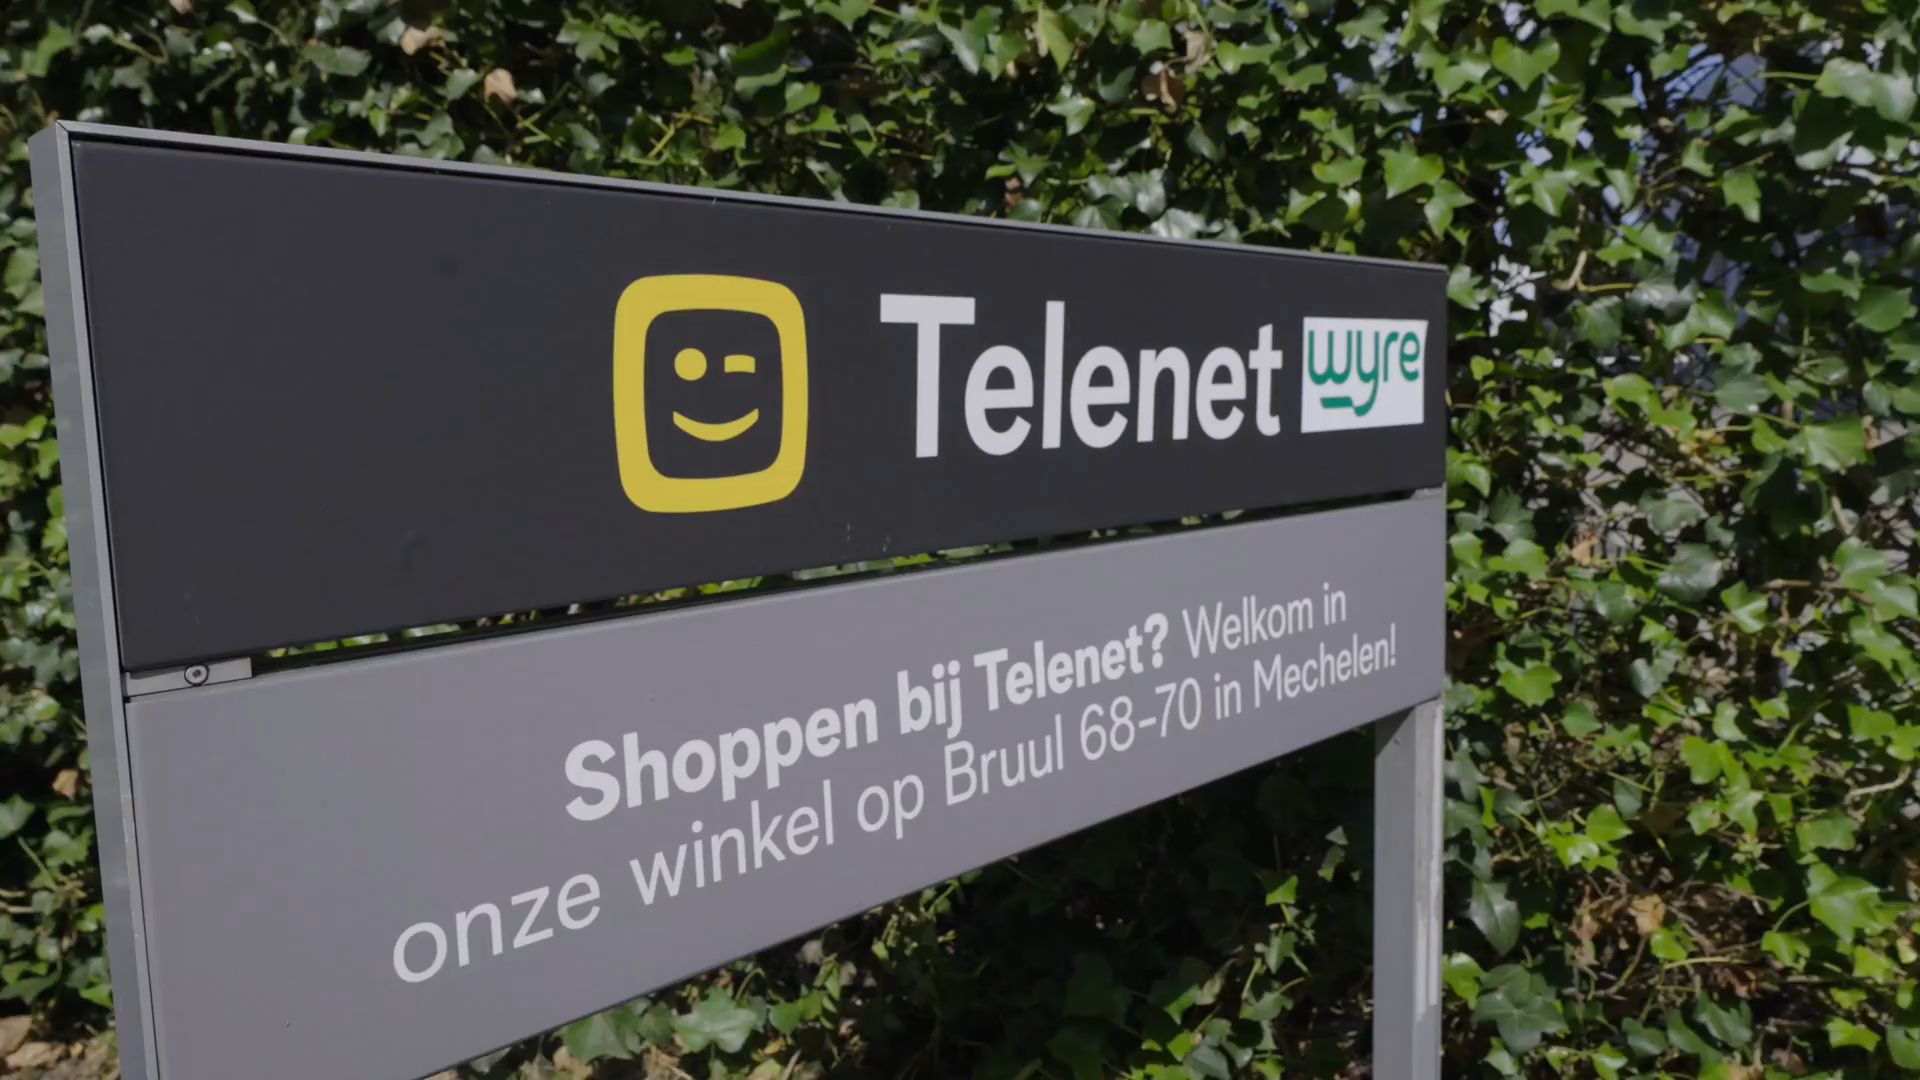 Telenet wyre
Shoppen bij Telenet? Welkom in
onze winkel op Bruul 68-70 in Mechelen!